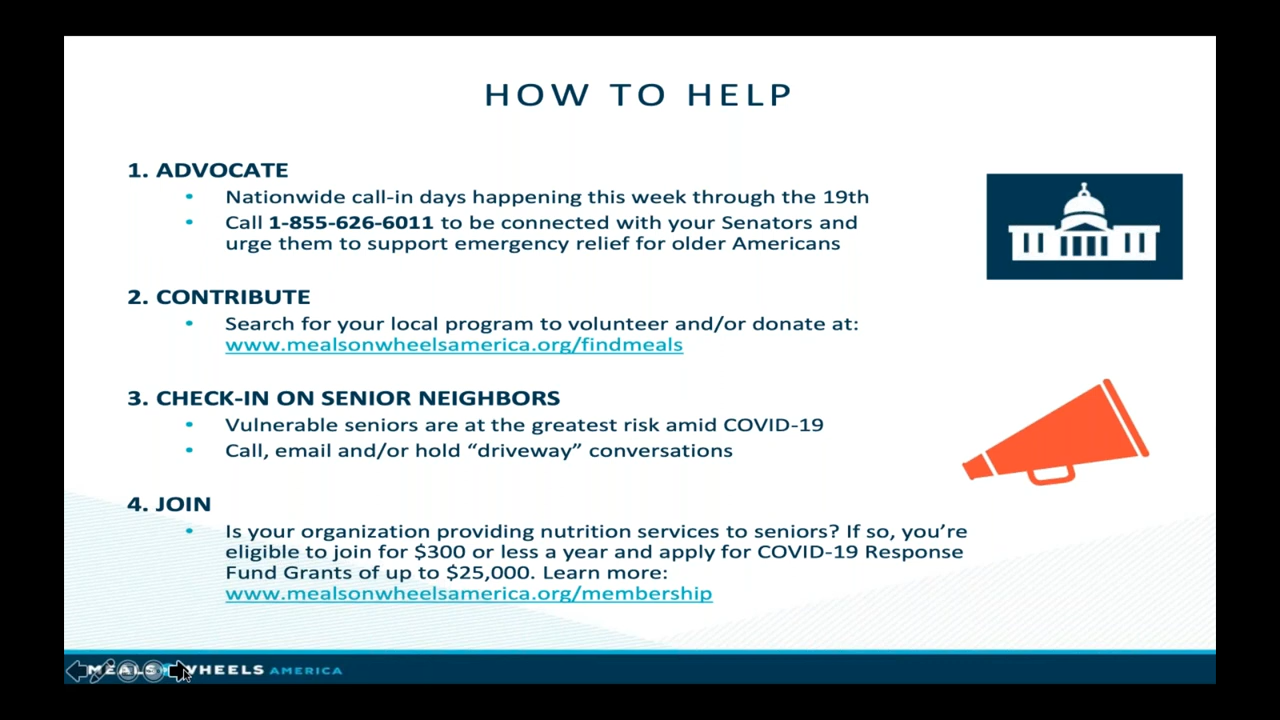 HOW TO HELP
1. ADVOCATE
• Nationwide call-in days happening this week through the 19th
• Call 1-855-626-6011 to be connected with your Senators and
urge them to support emergency relief for older Americans
2. CONTRIBUTE
• Search for your local program to volunteer and/or donate at:
www.mealsonwheelsamerica.org/findmeals
3. CHECK-IN ON SENIOR NEIGHBORS
• Vulnerable seniors are at the greatest risk amid COVID-19
• Call, email and/or hold “driveway” conversations
4. JOIN
• Is your organization providing nutrition services to seniors? If so, you’re
eligible to join for $300 or less a year and apply for COVID-19 Response
Fund Grants of up to $25,000. Learn more:
www.mealsonwheelsamerica.org/membership
MEALS WHEELS AMERICA